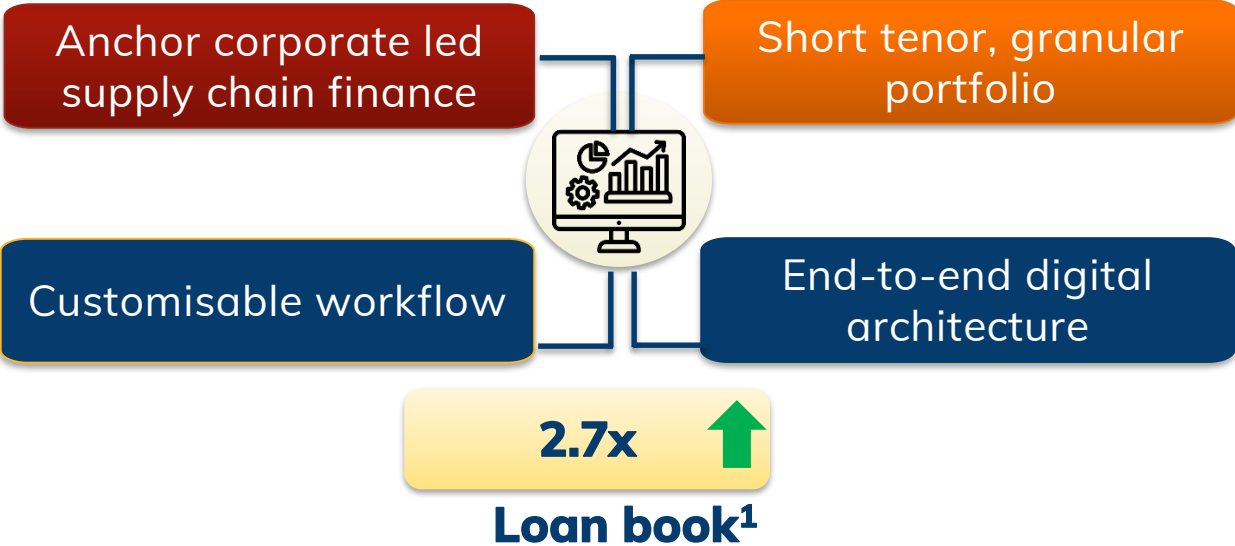 Anchor corporate led
supply chain finance
Short tenor, granular
portfolio
Customisable workflow
End-to-end digital
architecture
2.7x
Loan book¹